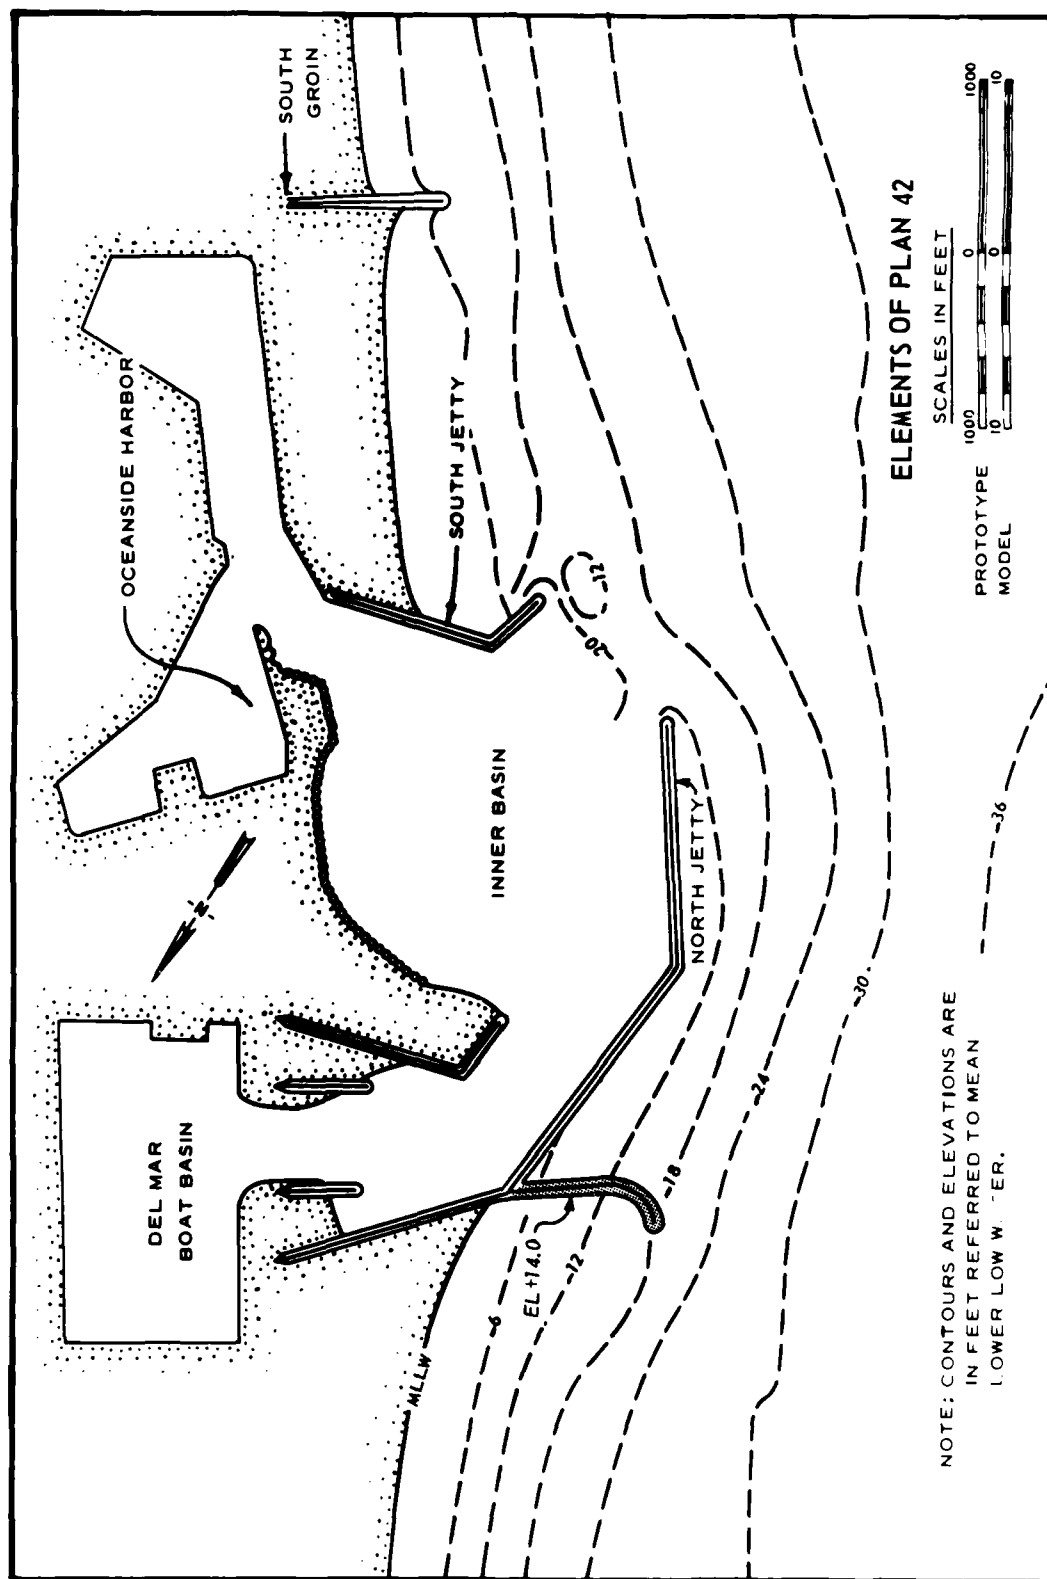 SOUTH
GROIN
OCEANSIDE HARBOR
SOUTH JETTY
DEL MAR
BOAT BASIN
N
INNER BASIN
NORTH JETTY
MLLW
EL +14.0
-6
-12
-18
-24
-30
-36
-20
-12
ELEMENTS OF PLAN 42
SCALES IN FEET
PROTOTYPE 1000 0 1000
MODEL 10 0 10
NOTE: CONTOURS AND ELEVATIONS ARE
IN FEET REFERRED TO MEAN
LOWER LOW W ER.